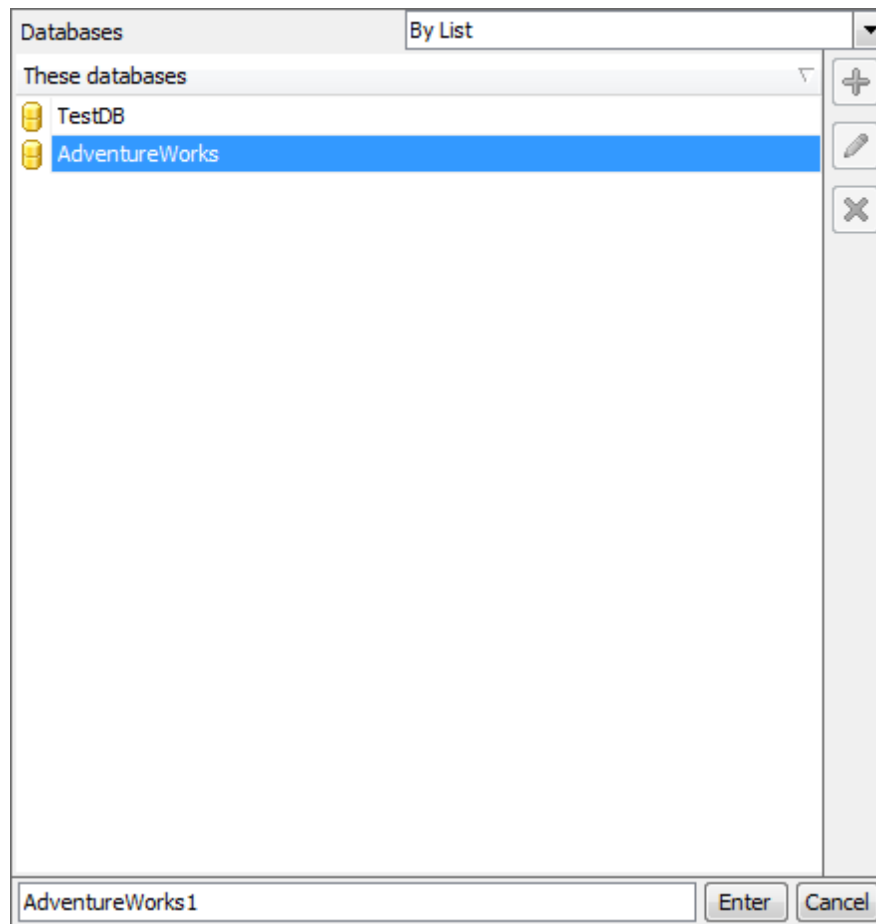 Databases By List
These databases
TestDB
AdventureWorks
AdventureWorks1 Enter Cancel